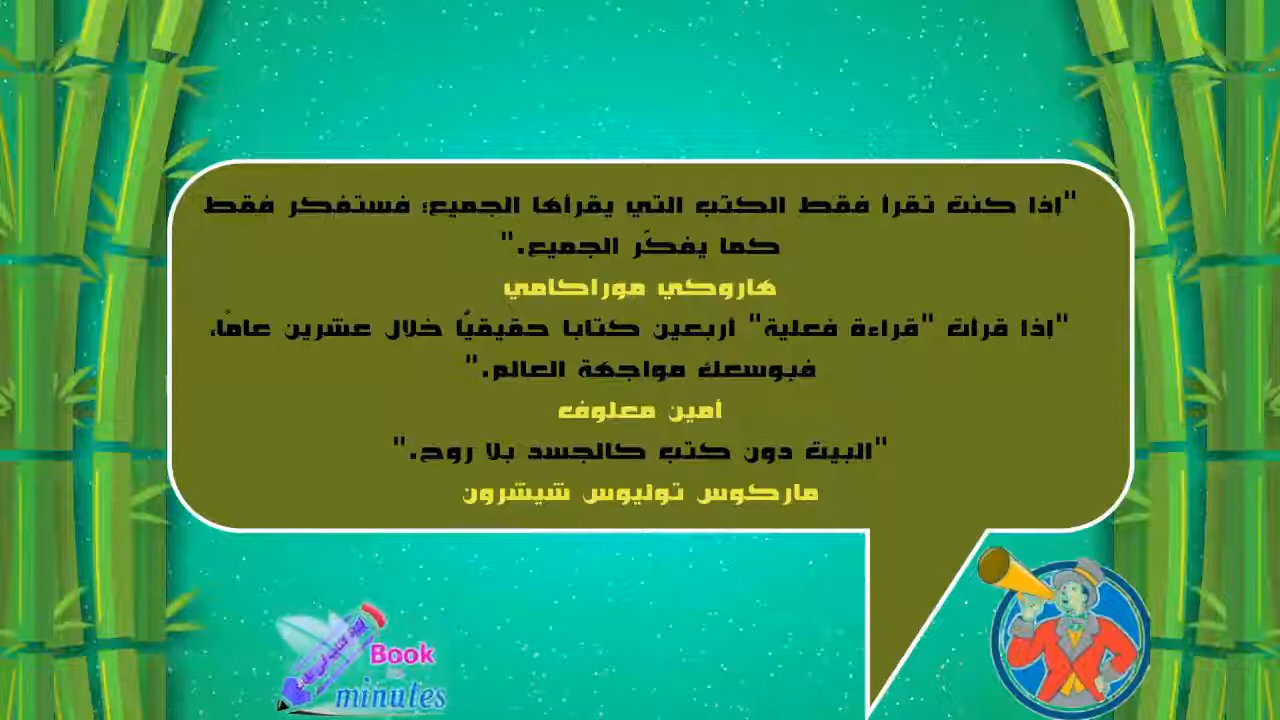 "إذا كنت تقرأ فقط الكتب التي يقرأها الجميع؛ فستفكر فقط
كما يفكّر الجميع."
هاروكي موراكامي
"إذا قرأت "قراءة فعلية" أربعين كتابا حقيقيًا خلال عشرين عامًا،
فبوسعك مواجهة العالم."
أمين معلوف
"البيت دون كتب كالجسد بلا روح."
ماركوس توليوس شيشرون
Book
minutes